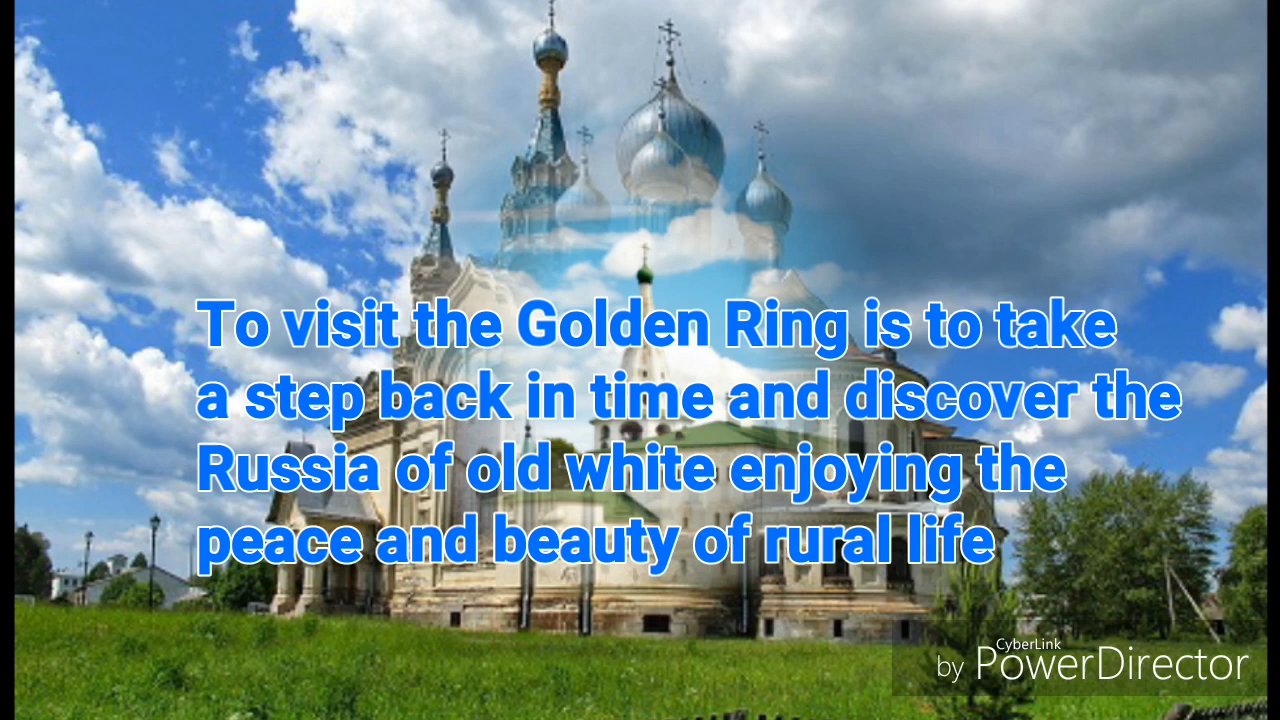 To visit the Golden Ring is to take
a step back in time and discover the
Russia of old white enjoying the
peace and beauty of rural life
CyberLink
by PowerDirector